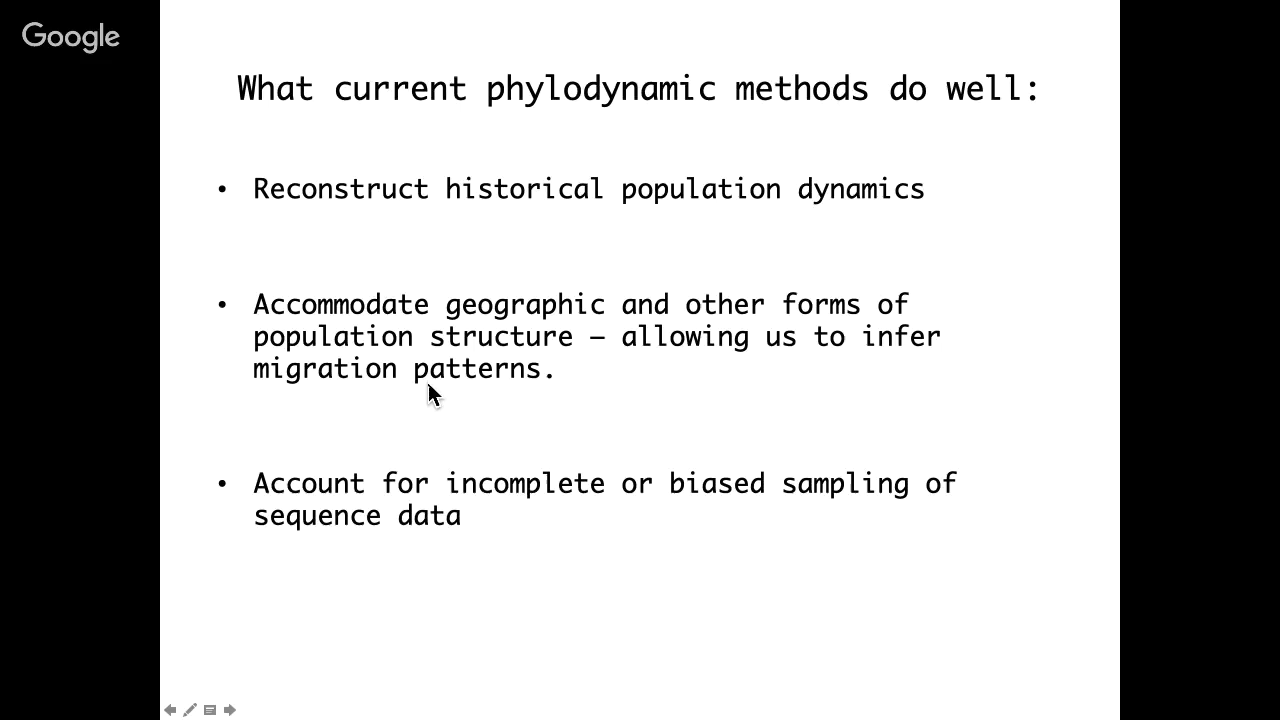 Google
What current phylodynamic methods do well:
• Reconstruct historical population dynamics
• Accommodate geographic and other forms of
population structure – allowing us to infer
migration patterns.
• Account for incomplete or biased sampling of
sequence data